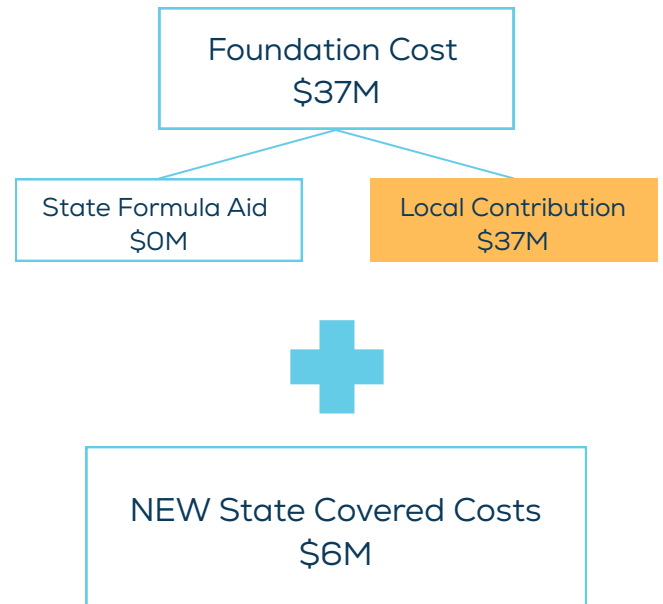 Foundation Cost
$37M
State Formula Aid
$0M
Local Contribution
$37M
NEW State Covered Costs
$6M